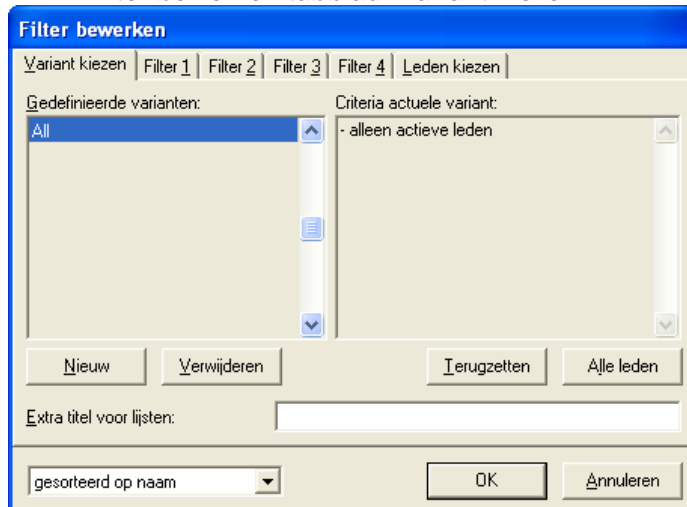 Filter bewerken
Variant kiezen Filter 1 Filter 2 Filter 3 Filter 4 Leden kiezen
Gedefinieerde varianten: Criteria actuele variant:
All - alleen actieve leden
Nieuw Verwijderen Terugzetten Alle leden
Extra titel voor lijsten:
gesorteerd op naam OK Annuleren